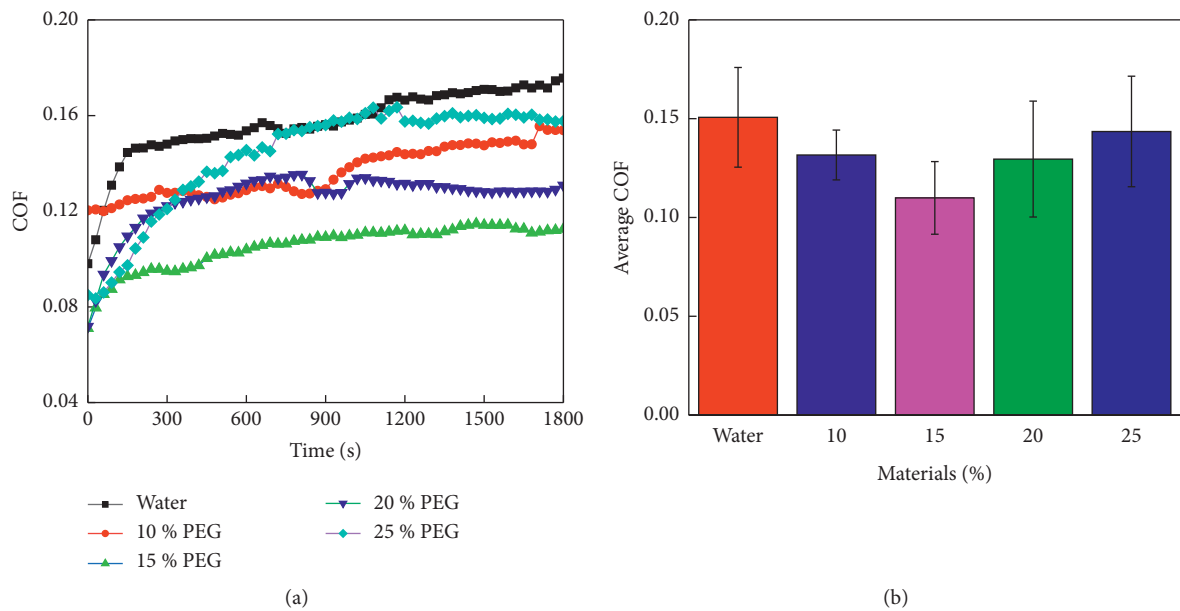 0.20
0.16
0.12
0.08
0.04
COF
0 300 600 900 1200 1500 1800
Time (s)
Water
10 % PEG
15 % PEG
20 % PEG
25 % PEG
(a)
0.20
0.15
0.10
0.05
0.00
Average COF
Water 10 15 20 25
Materials (%)
(b)